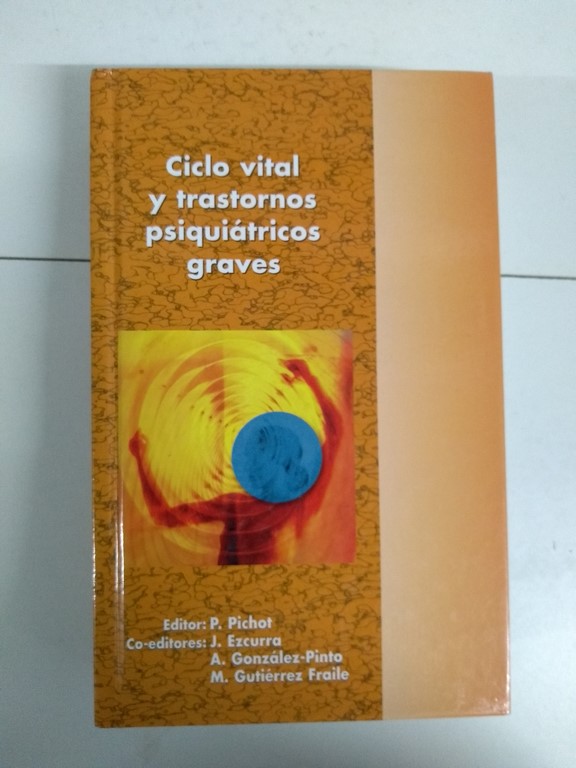 Ciclo vital
y trastornos
psiquiátricos
graves
Editor: P. Pichot
Co-editores: J. Ezcurra
A. González-Pinto
M. Gutiérrez Fraile